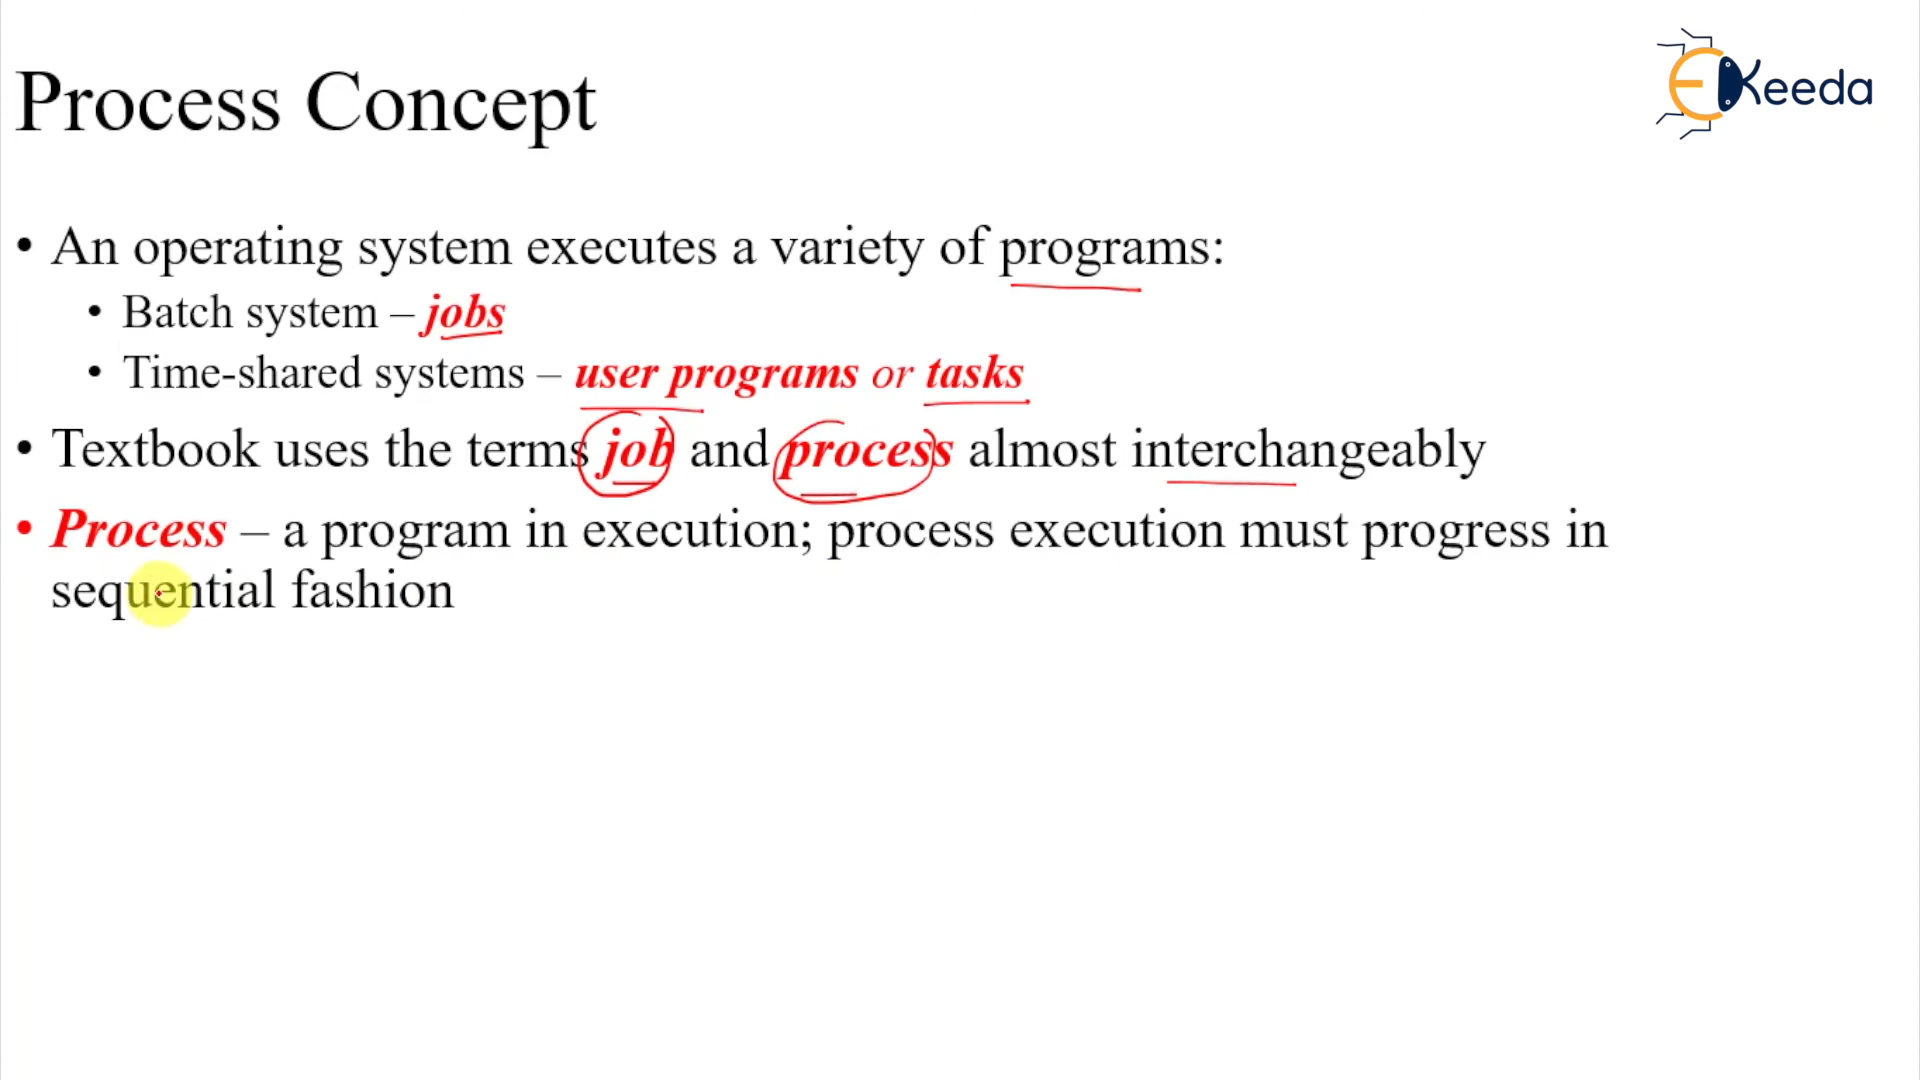 Process Concept
EKeeda
• An operating system executes a variety of programs:
• Batch system – jobs
• Time-shared systems – user programs or tasks
• Textbook uses the terms job and process almost interchangeably
• Process – a program in execution; process execution must progress in
sequential fashion